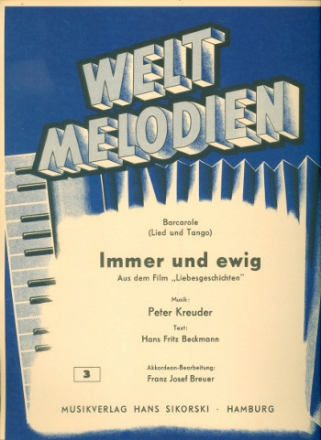 WELT
MELODIEN
Barcarole
(Lied und Tango)
Immer und ewig
Aus dem Film „Liebesgeschichten"
Musik:
Peter Kreuder
Text:
Hans Fritz Beckmann
3
Akkordeon-Bearbeitung:
Franz Josef Breuer
MUSIKVERLAG HANS SIKORSKI · HAMBURG